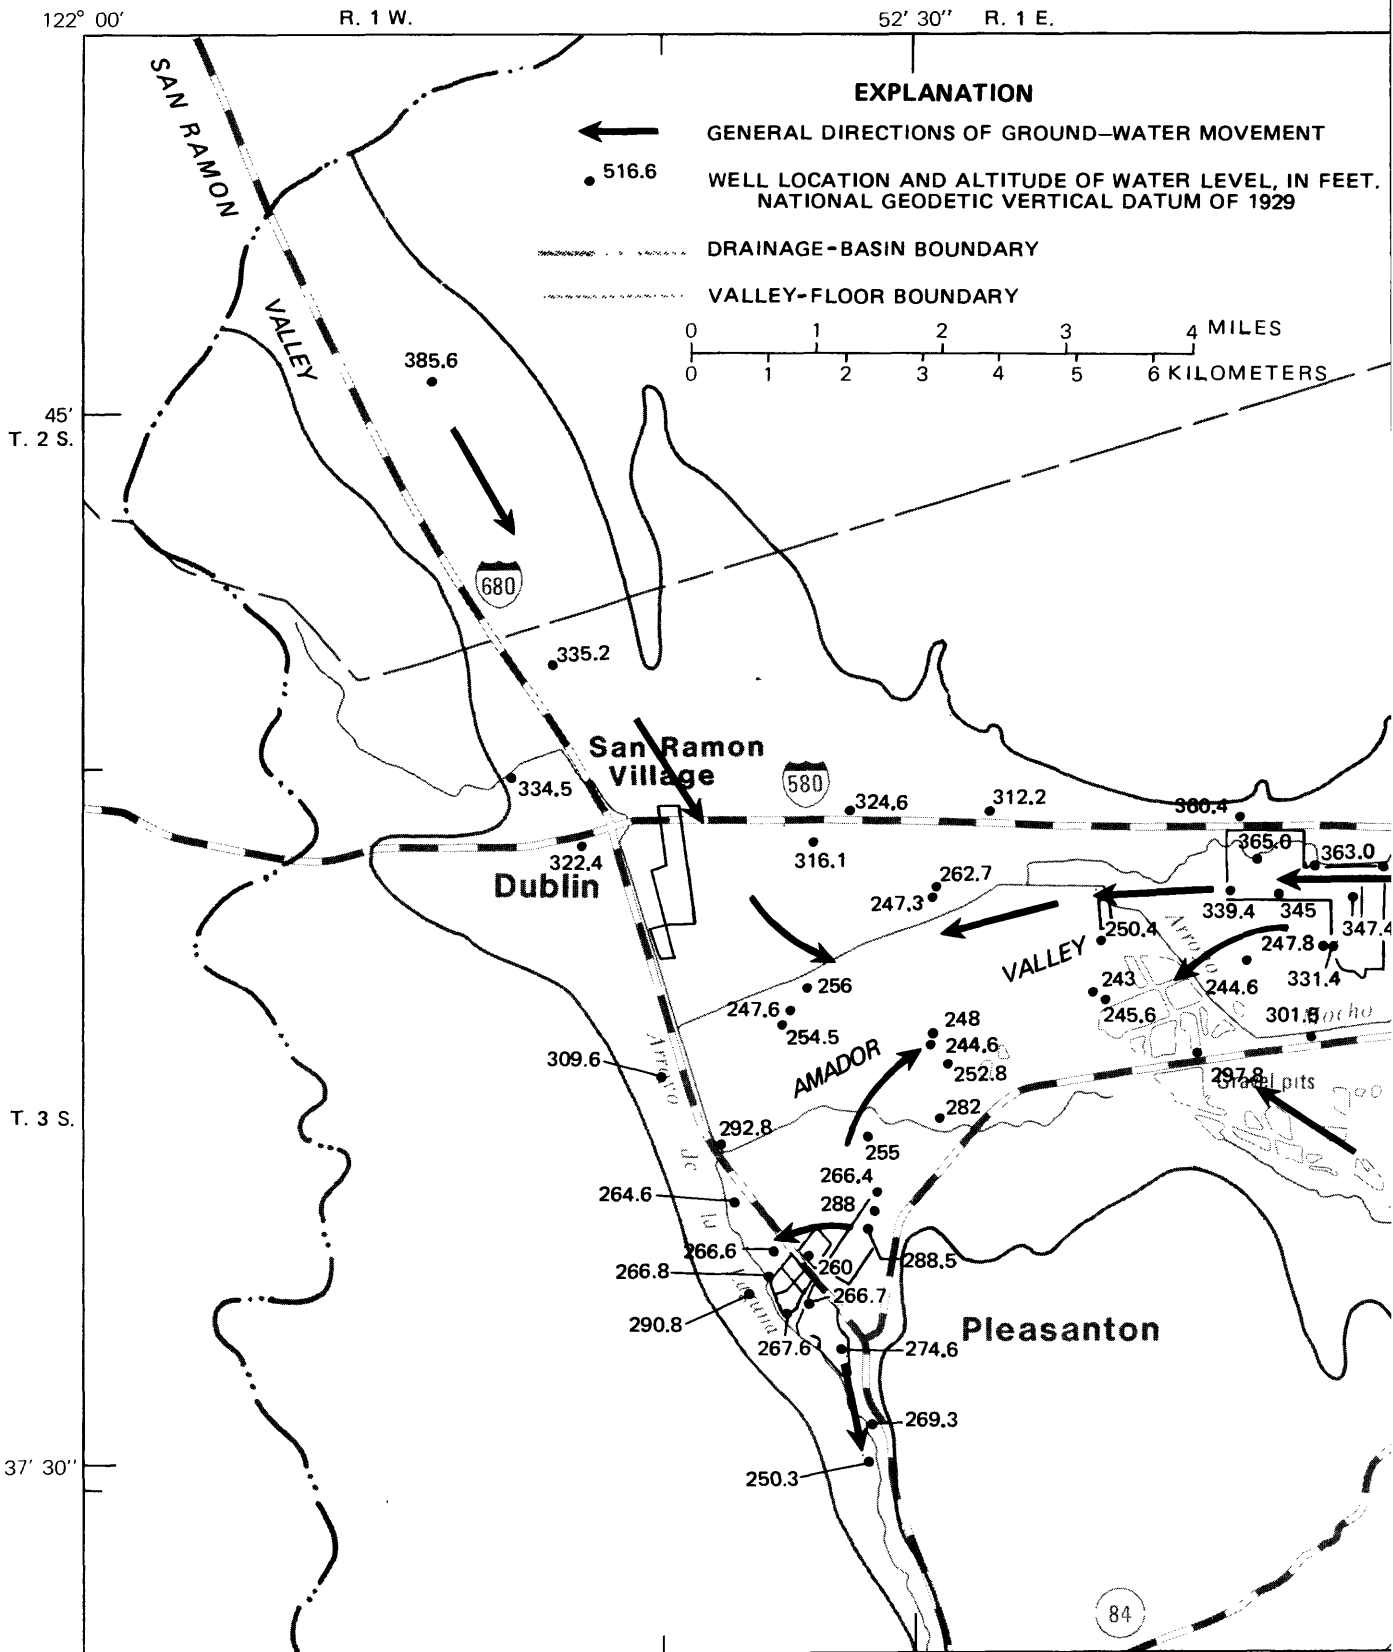 122° 00′ R. 1 W. 52′ 30″ R. 1 E.
SAN RAMON
VALLEY
EXPLANATION
GENERAL DIRECTIONS OF GROUND–WATER MOVEMENT
516.6
WELL LOCATION AND ALTITUDE OF WATER LEVEL, IN FEET.
NATIONAL GEODETIC VERTICAL DATUM OF 1929
DRAINAGE-BASIN BOUNDARY
VALLEY-FLOOR BOUNDARY
0 1 2 3 4 MILES
0 1 2 3 4 5 6 KILOMETERS
385.6
45′
T. 2 S.
680
335.2
San Ramon
Village
580
334.5
324.6
312.2
360.4
316.1
365.0
363.0
322.4
Dublin
262.7
247.3
339.4
345
347.4
250.4
Arroyo
247.8
VALLEY
256
243
244.6
331.4
247.6
245.6
254.5
248
301.5
Mocho
244.6
AMADOR
309.6
Arroyo
252.8
297.8
Gravel pits
T. 3 S.
282
292.8
de
255
266.4
264.6
la
288
266.6
260
288.5
266.8
Laguna
266.7
290.8
267.6
Pleasanton
274.6
269.3
37′ 30″
250.3
84